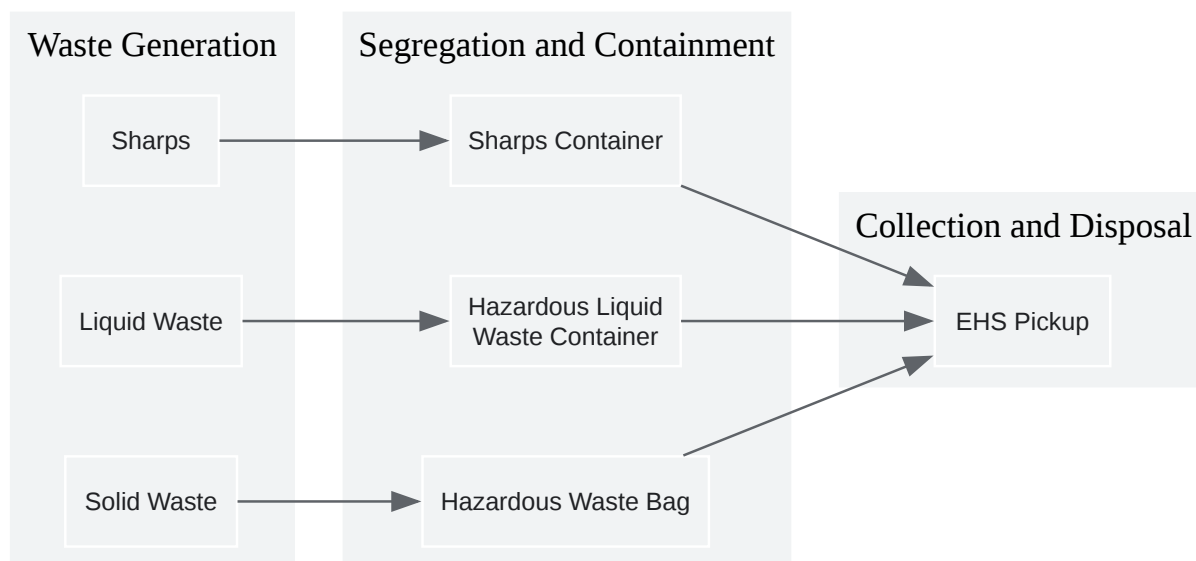 Waste Generation
Sharps
Liquid Waste
Solid Waste
Segregation and Containment
Sharps Container
Hazardous Liquid
Waste Container
Hazardous Waste Bag
Collection and Disposal
EHS Pickup